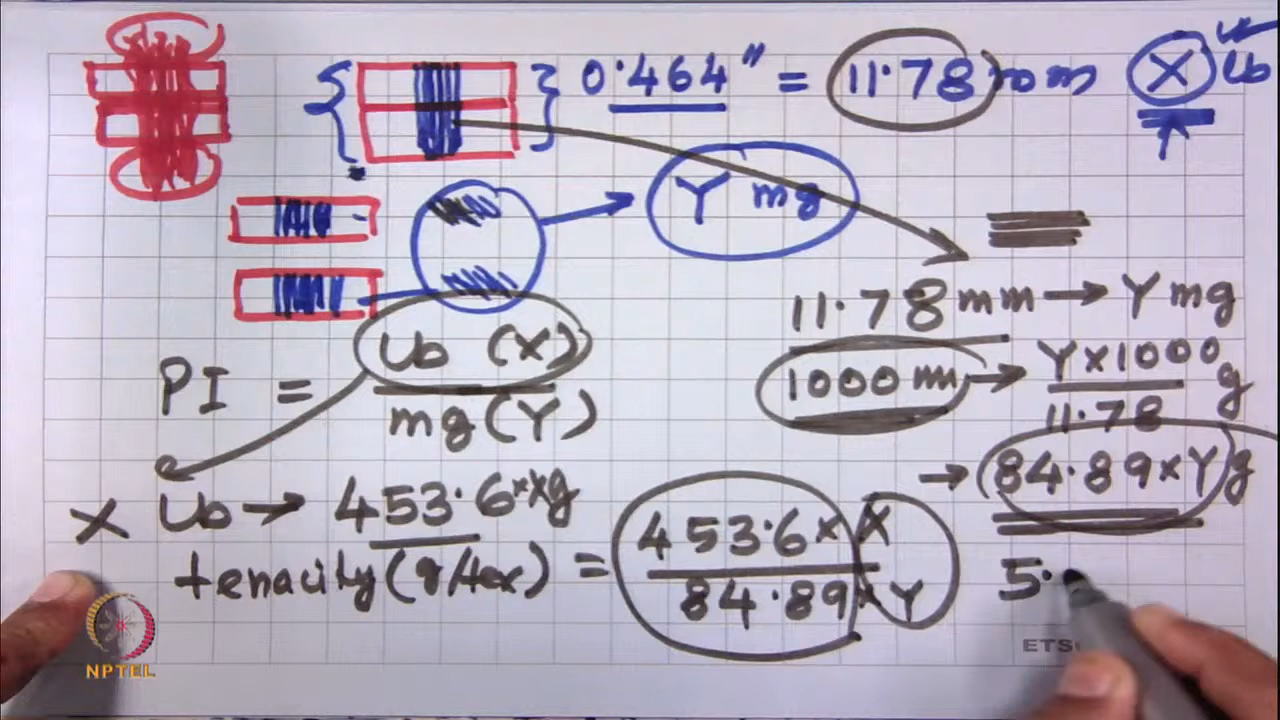 0.464" = 11.78 mm X lb
Y mg
11.78 mm → Y mg
PI = lb (X) / mg (Y)
1000 mm → Y x 1000 / 11.78 g
→ 84.89 x Y g
X lb → 453.6 x X g
tenacity (g/tex) = 453.6 x X / 84.89 x Y
5.
NPTEL